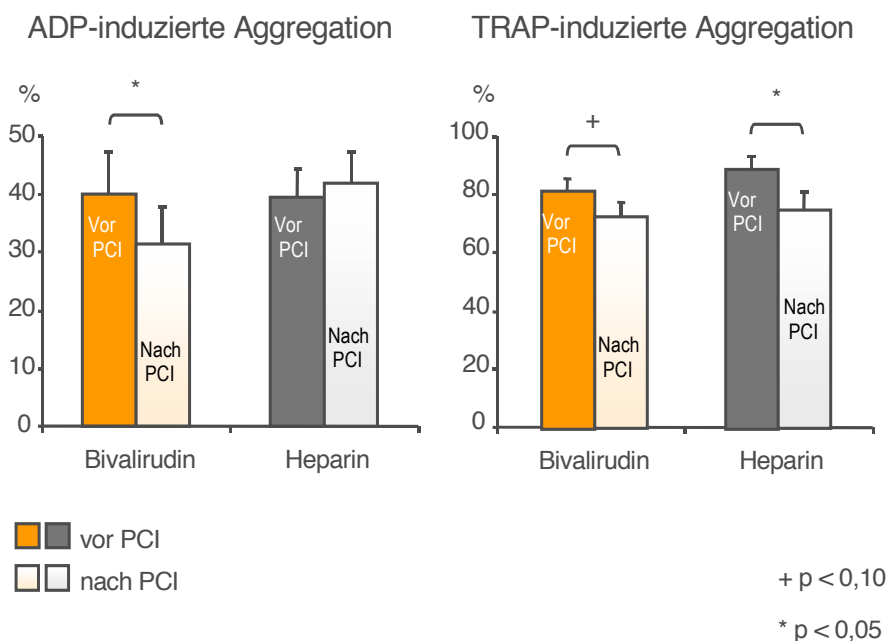 ADP-induzierte Aggregation
%
*
50
40
30
20
10
0
Vor
PCI
Nach
PCI
Vor
PCI
Nach
PCI
Bivalirudin
Heparin
TRAP-induzierte Aggregation
%
+
*
100
80
60
40
20
0
Vor
PCI
Nach
PCI
Vor
PCI
Nach
PCI
Bivalirudin
Heparin
vor PCI
nach PCI
+ p < 0,10
* p < 0,05